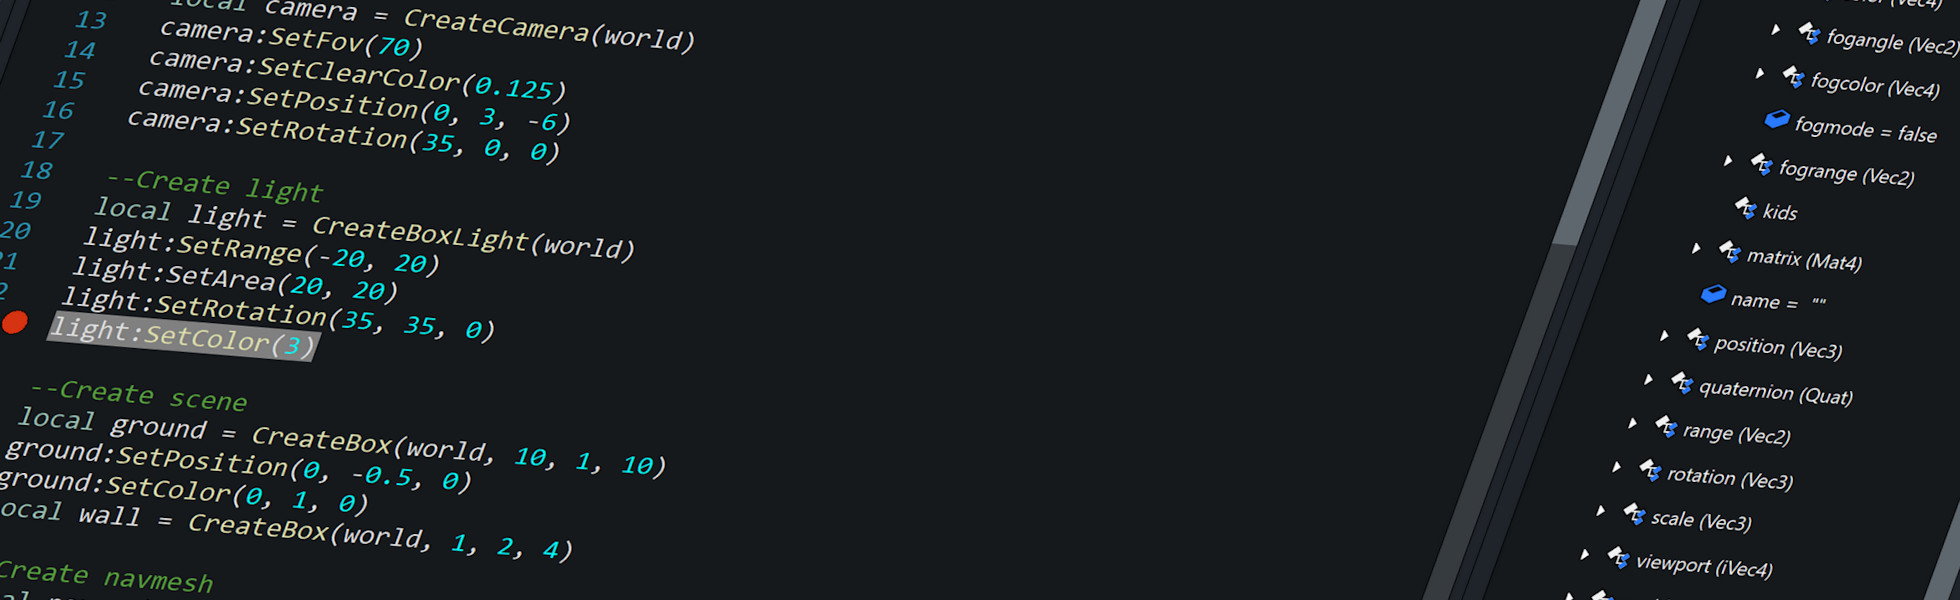 local camera = CreateCamera(world)
13 camera:SetFov(70)
14 camera:SetClearColor(0.125)
15 camera:SetPosition(0, 3, -6)
16 camera:SetRotation(35, 0, 0)
17
18 --Create light
19 local light = CreateBoxLight(world)
20 light:SetRange(-20, 20)
light:SetArea(20, 20)
light:SetRotation(35, 35, 0)
light:SetColor(3)
--Create scene
local ground = CreateBox(world, 10, 1, 10)
ground:SetPosition(0, -0.5, 0)
ground:SetColor(0, 1, 0)
ocal wall = CreateBox(world, 1, 2, 4)
Create navmesh
(Vec4)
fogangle (Vec2)
fogcolor (Vec4)
fogmode = false
fogrange (Vec2)
kids
matrix (Mat4)
name = ""
position (Vec3)
quaternion (Quat)
range (Vec2)
rotation (Vec3)
scale (Vec3)
viewport (iVec4)